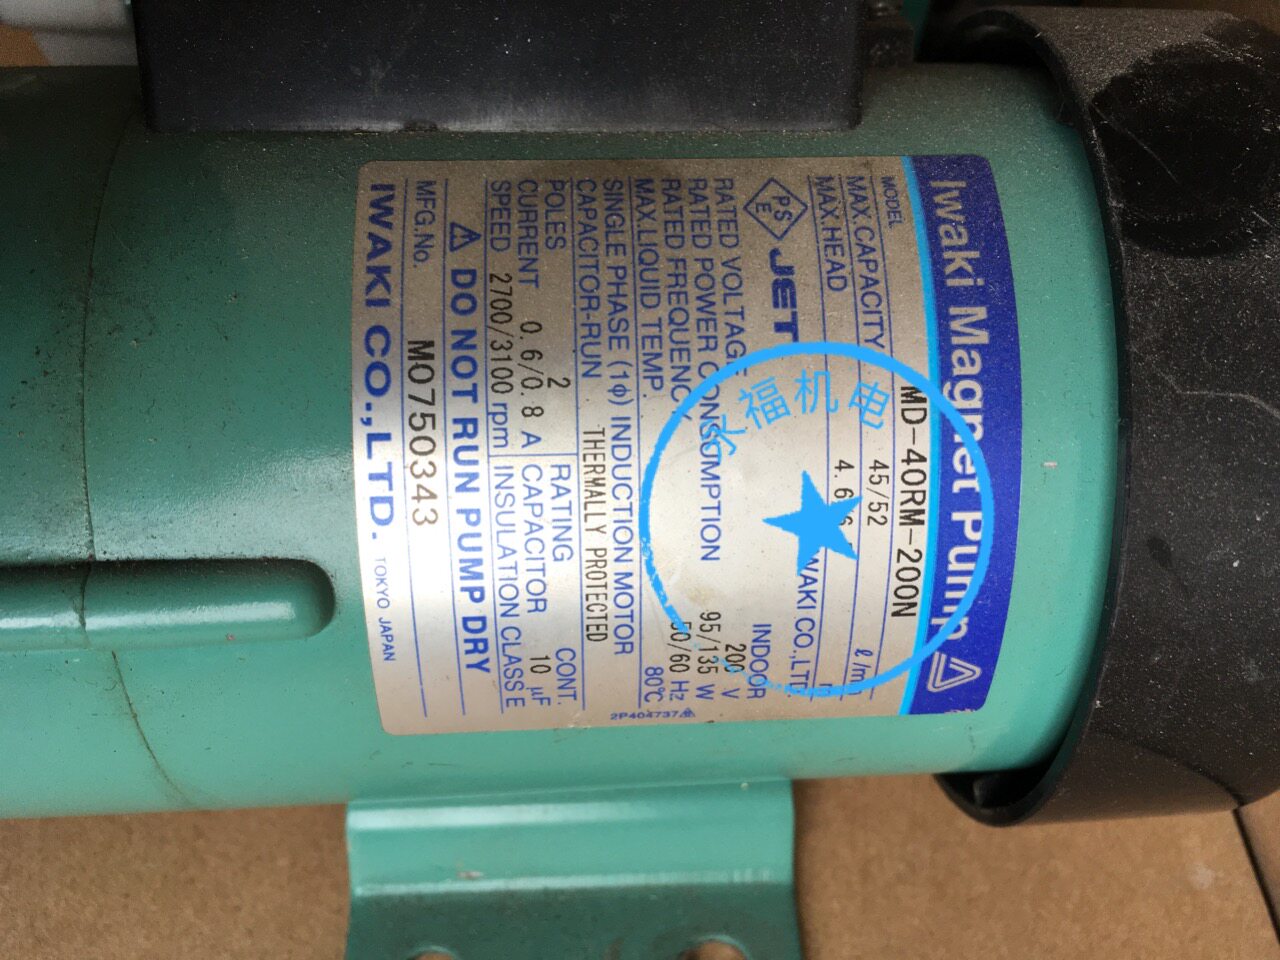 Iwaki Magnet Pump
MODEL MD-40RM-200N
MAX.CAPACITY 45/52 ℓ/min
MAX.HEAD 4.6/6 m
PS
E
JET IWAKI CO.,LTD.
INDOOR
RATED VOLTAGE 200 V
RATED POWER CONSUMPTION 95/135 W
RATED FREQUENCY 50/60 Hz
MAX.LIQUID TEMP. 80℃
SINGLE PHASE (1φ) INDUCTION MOTOR
CAPACITOR-RUN THERMALLY PROTECTED
POLES 2 RATING CONT.
CURRENT 0.6/0.8 A CAPACITOR 10 μF
SPEED 2700/3100 rpm INSULATION CLASS E
⚠ DO NOT RUN PUMP DRY
MFG.No. M0750343
IWAKI CO.,LTD. TOKYO JAPAN
2P404737
福机电